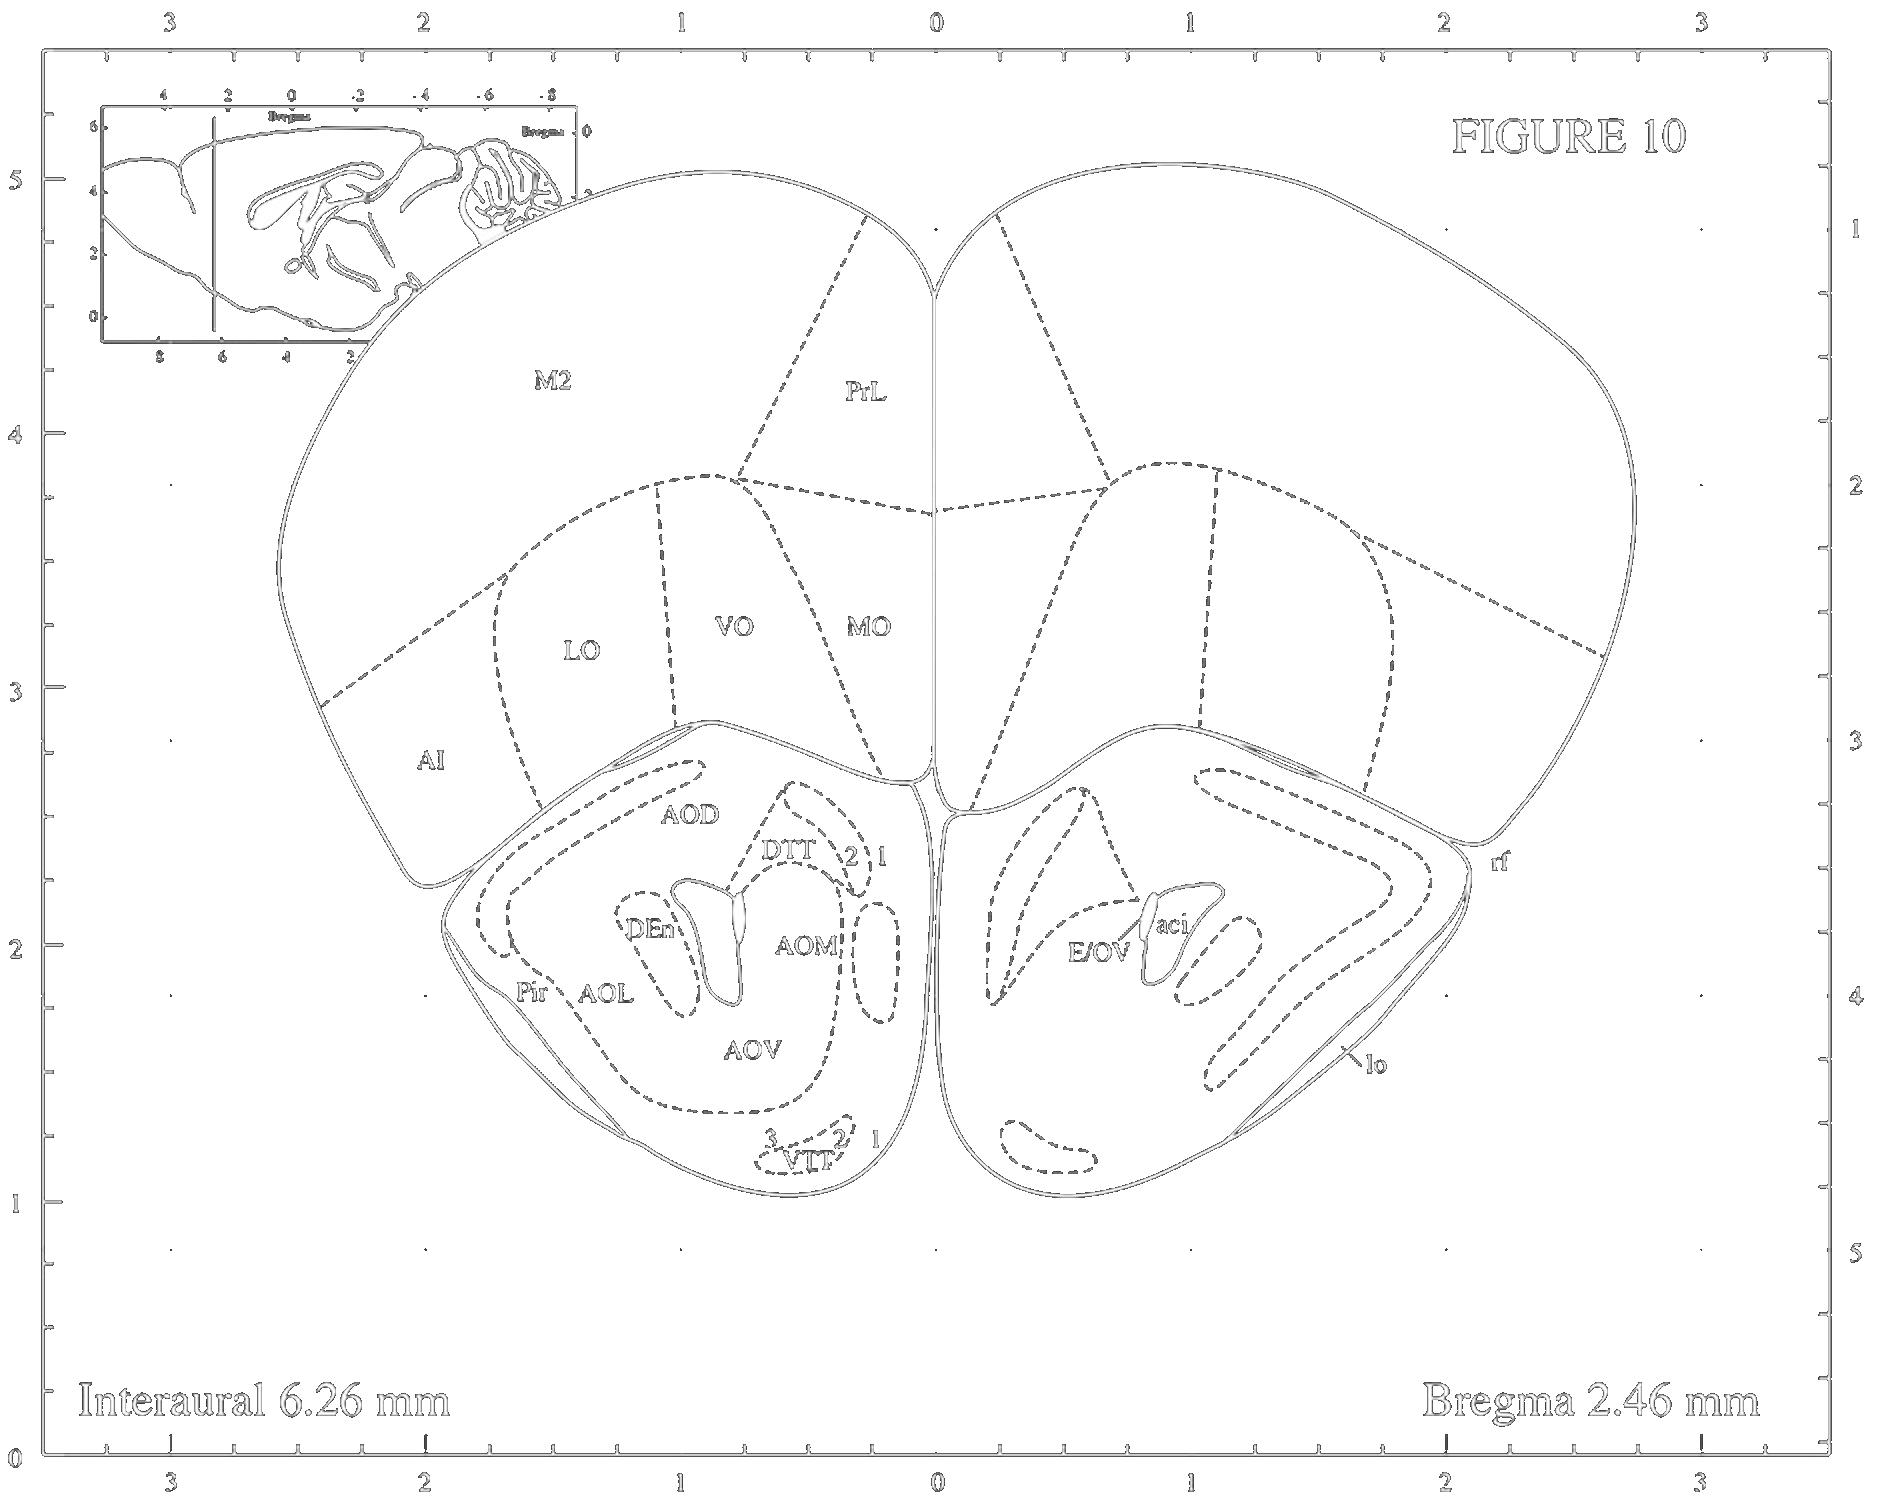 3 2 1 0 1 2 3
FIGURE 10
4 2 0 -2 -4 -6 -8
Bregma
Bregma
6 4 2 0
0 2
8 6 4 2
5 4 3 2 1 0
1 2 3 4 5
M2
PrL
LO
VO
MO
AI
AOD
DTT 2 1
DEn
AOM
E/OV
aci
rf
Pir
AOL
AOV
lo
3 2 1
VTT
Interaural 6.26 mm
Bregma 2.46 mm
3 2 1 0 1 2 3